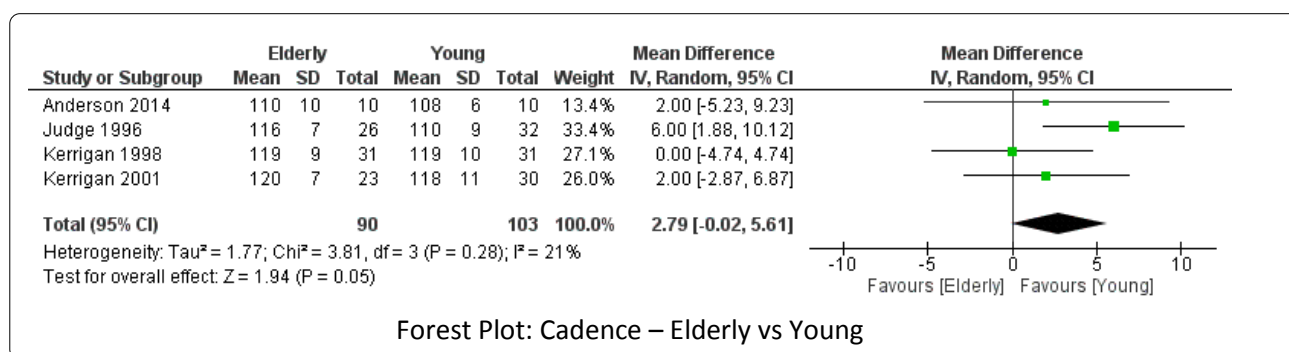 Elderly Young Mean Difference Mean Difference
Study or Subgroup Mean SD Total Mean SD Total Weight IV, Random, 95% CI IV, Random, 95% CI
Anderson 2014 110 10 10 108 6 10 13.4% 2.00 [-5.23, 9.23]
Judge 1996 116 7 26 110 9 32 33.4% 6.00 [1.88, 10.12]
Kerrigan 1998 119 9 31 119 10 31 27.1% 0.00 [-4.74, 4.74]
Kerrigan 2001 120 7 23 118 11 30 26.0% 2.00 [-2.87, 6.87]
Total (95% CI) 90 103 100.0% 2.79 [-0.02, 5.61]
Heterogeneity: Tau² = 1.77; Chi² = 3.81, df = 3 (P = 0.28); I² = 21%
Test for overall effect: Z = 1.94 (P = 0.05)
-10 -5 0 5 10
Favours [Elderly] Favours [Young]
Forest Plot: Cadence – Elderly vs Young